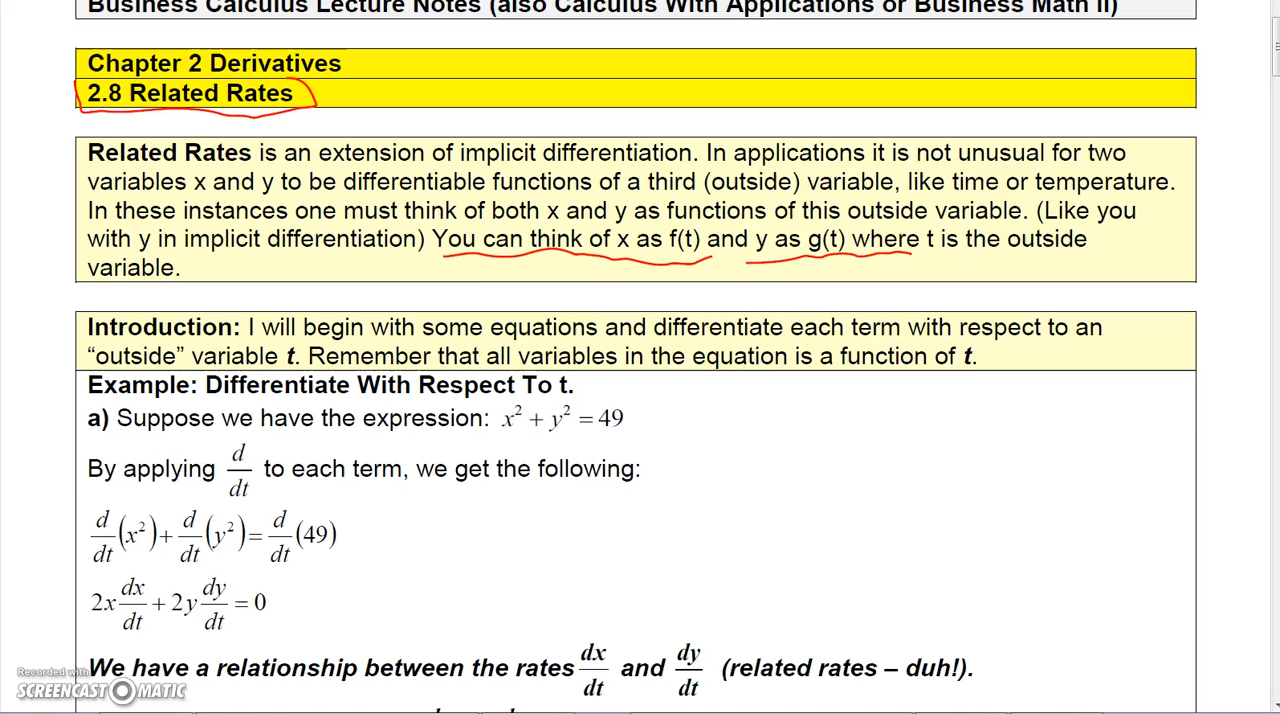 Business Calculus Lecture Notes (also Calculus With Applications or Business Math II)
Chapter 2 Derivatives
2.8 Related Rates
Related Rates is an extension of implicit differentiation. In applications it is not unusual for two
variables x and y to be differentiable functions of a third (outside) variable, like time or temperature.
In these instances one must think of both x and y as functions of this outside variable. (Like you
with y in implicit differentiation) You can think of x as f(t) and y as g(t) where t is the outside
variable.
Introduction: I will begin with some equations and differentiate each term with respect to an
“outside” variable t. Remember that all variables in the equation is a function of t.
Example: Differentiate With Respect To t.
a) Suppose we have the expression: x² + y² = 49
By applying d/dt to each term, we get the following:
d/dt (x²) + d/dt (y²) = d/dt (49)
2x dx/dt + 2y dy/dt = 0
We have a relationship between the rates dx/dt and dy/dt (related rates – duh!).
Recorded with
SCREENCAST MATIC